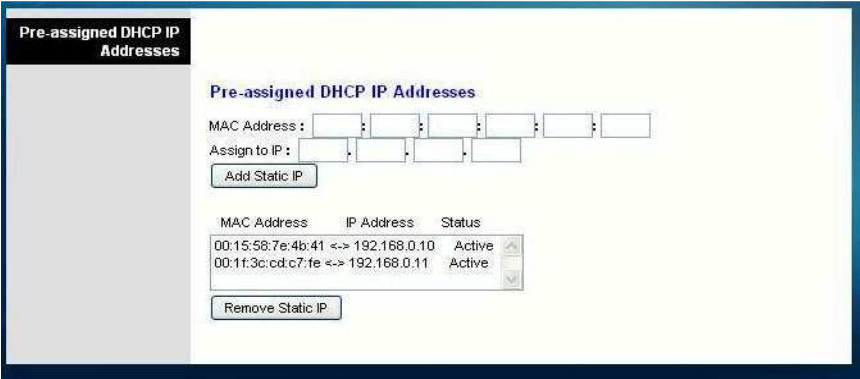 Pre-assigned DHCP IP
Addresses
Pre-assigned DHCP IP Addresses
MAC Address : : : : : :
Assign to IP : . . .
Add Static IP
MAC Address IP Address Status
00:15:58:7e:4b:41 <-> 192.168.0.10 Active
00:1f:3c:cd:c7:fe <-> 192.168.0.11 Active
Remove Static IP